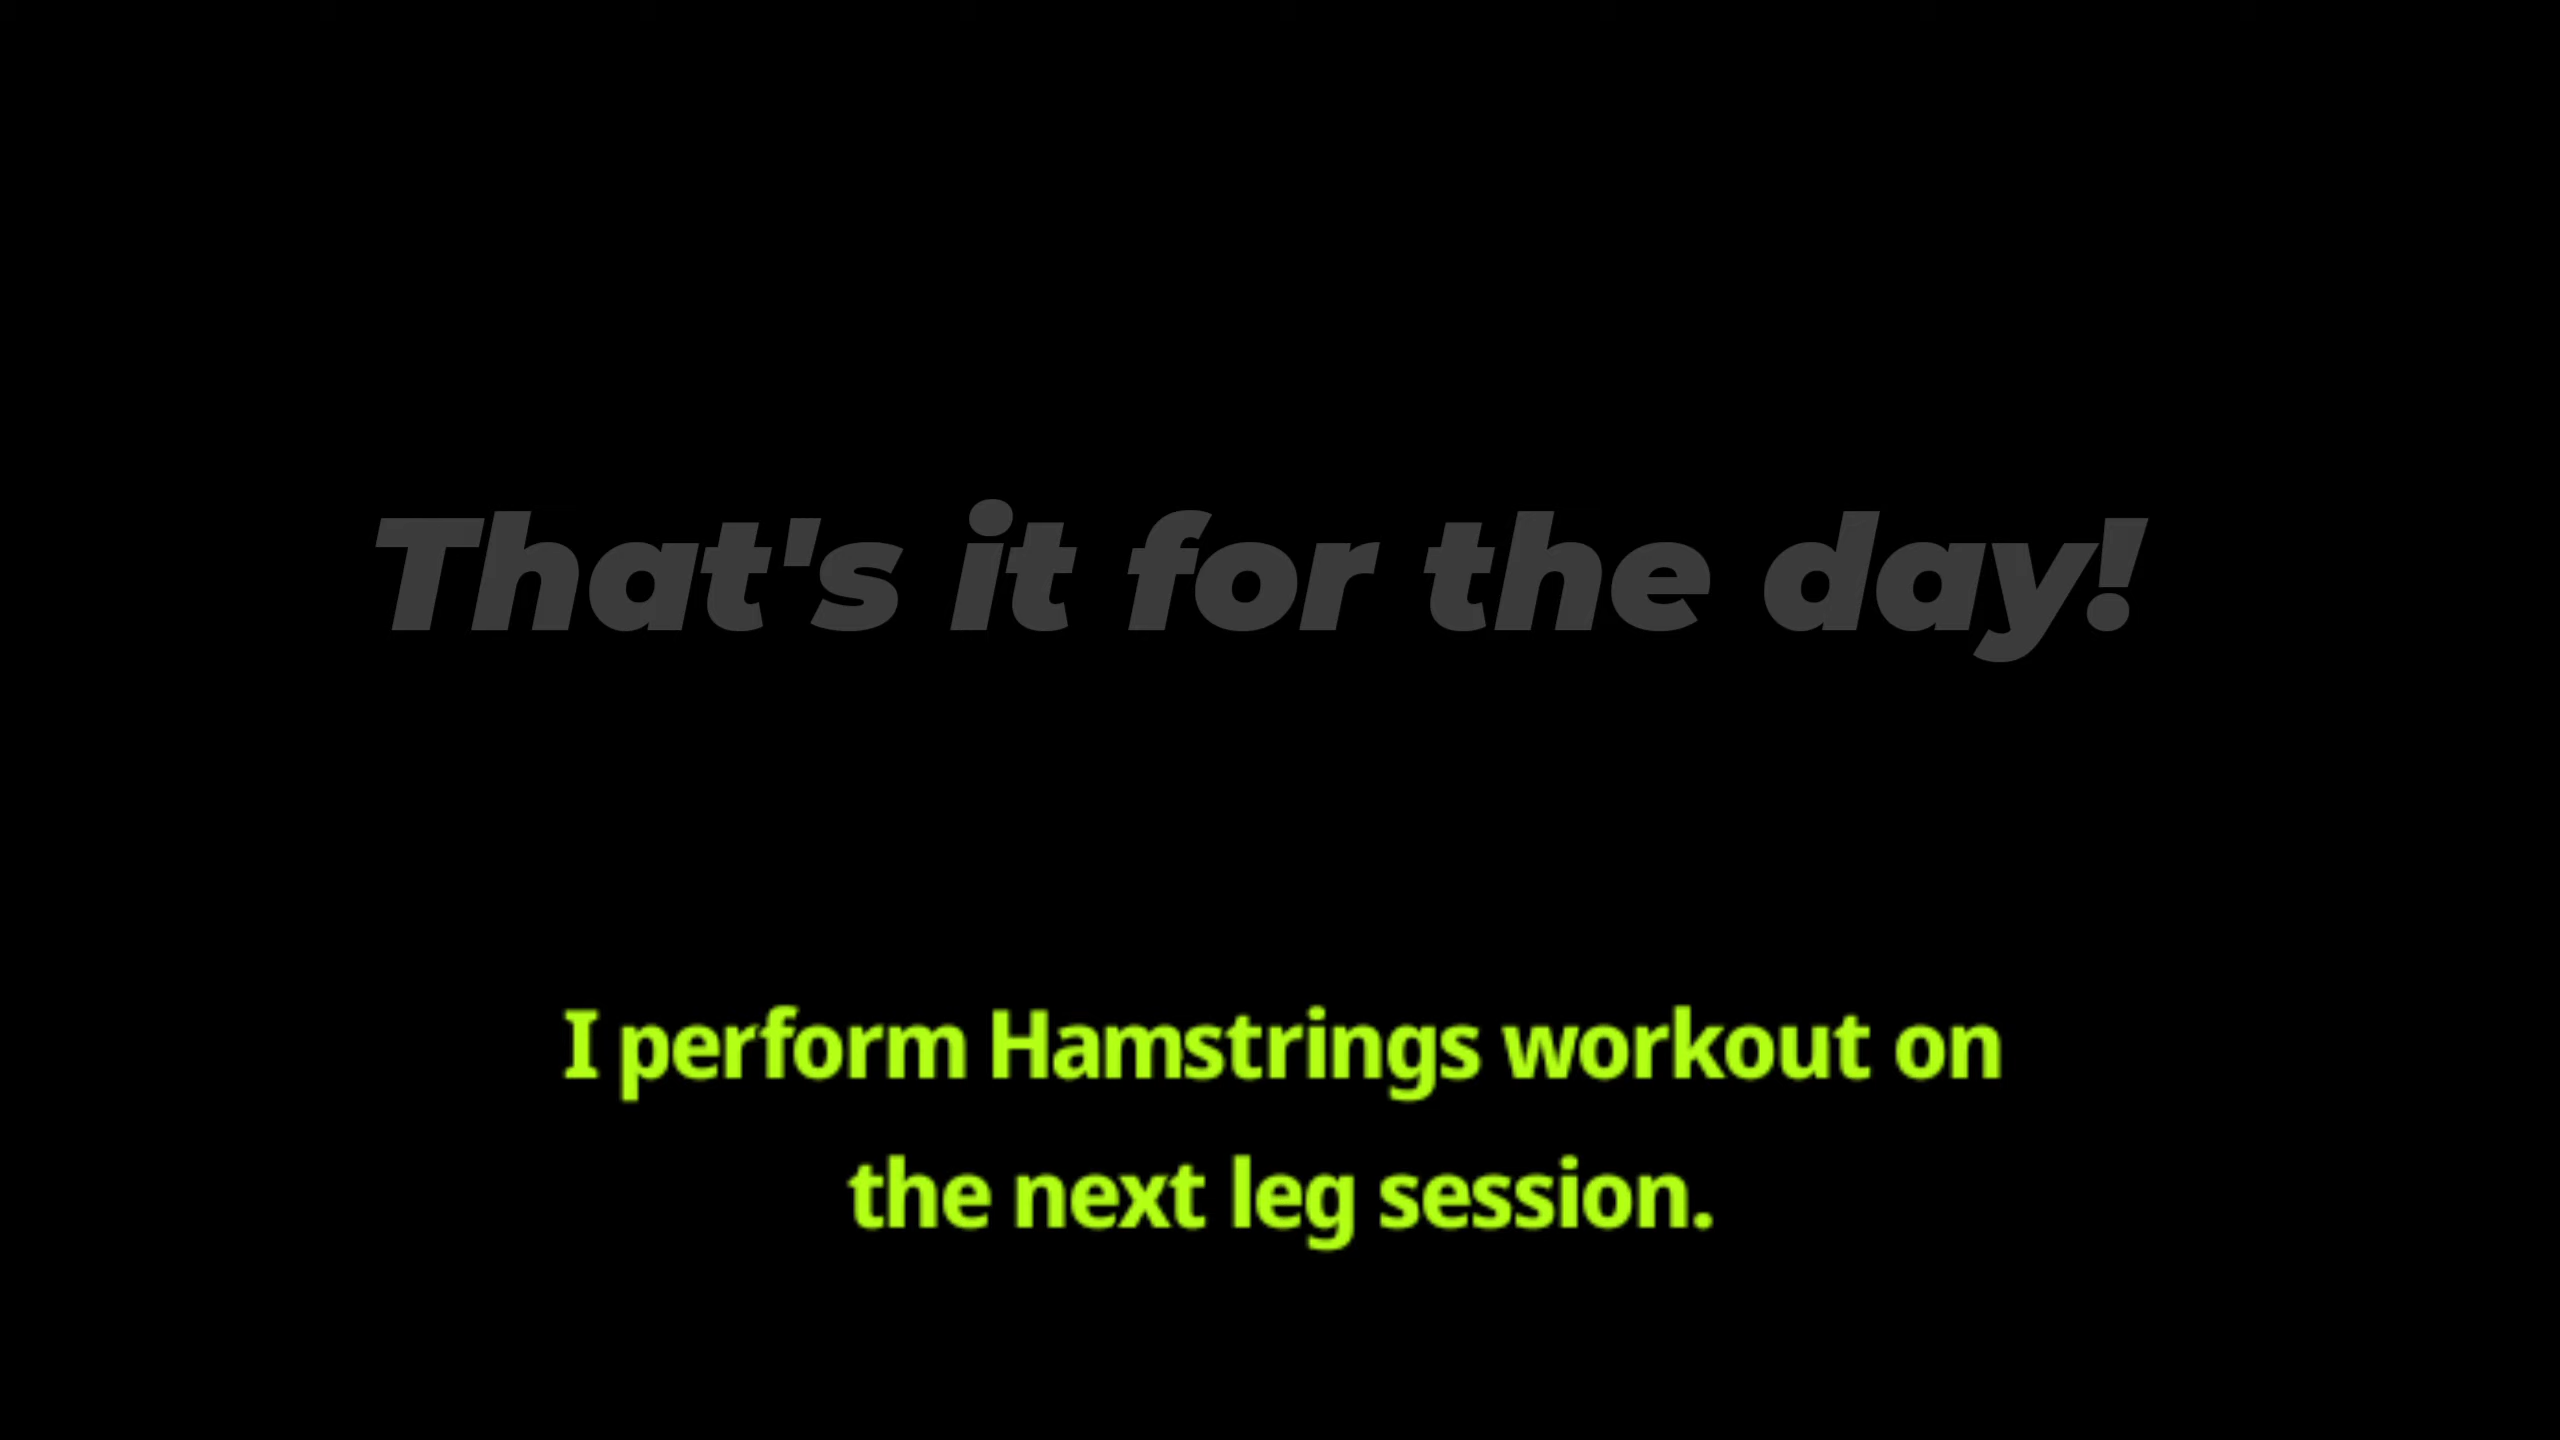 That's it for the day!
I perform Hamstrings workout on
the next leg session.